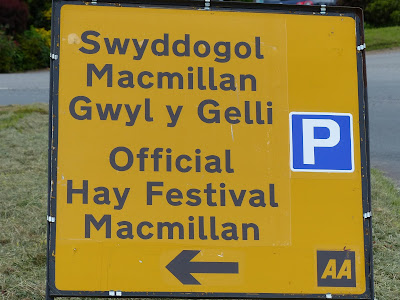 Swyddogol
Macmillan
Gwyl y Gelli
P
Official
Hay Festival
Macmillan
AA